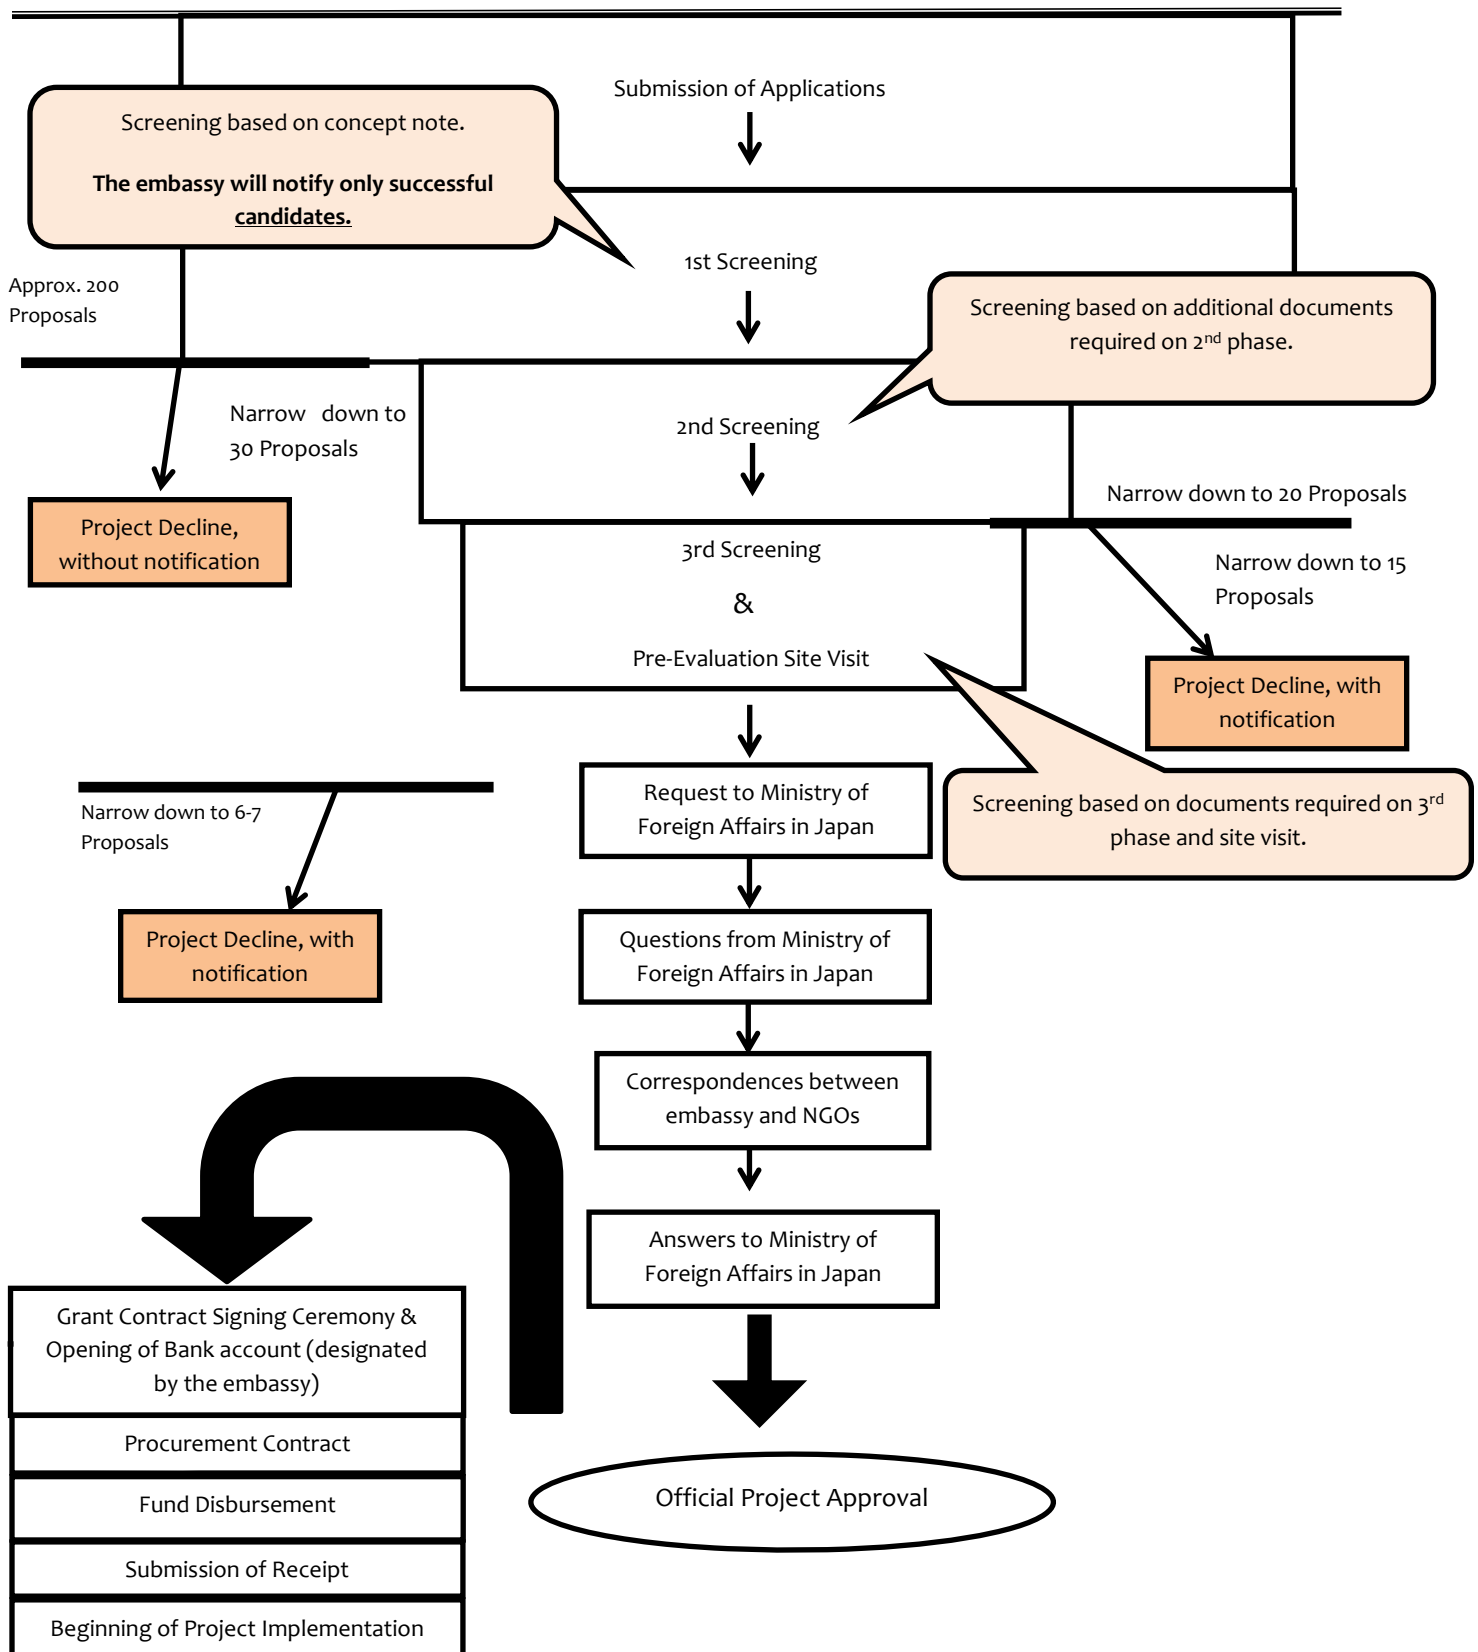 Submission of Applications
Screening based on concept note.
The embassy will notify only successful
candidates.
1st Screening
Approx. 200
Proposals
Screening based on additional documents
required on 2nd phase.
Narrow down to
30 Proposals
2nd Screening
Narrow down to 20 Proposals
Project Decline,
without notification
3rd Screening
&
Pre-Evaluation Site Visit
Narrow down to 15
Proposals
Project Decline, with
notification
Request to Ministry of
Foreign Affairs in Japan
Screening based on documents required on 3rd
phase and site visit.
Narrow down to 6-7
Proposals
Project Decline, with
notification
Questions from Ministry of
Foreign Affairs in Japan
Correspondences between
embassy and NGOs
Answers to Ministry of
Foreign Affairs in Japan
Official Project Approval
Grant Contract Signing Ceremony &
Opening of Bank account (designated
by the embassy)
Procurement Contract
Fund Disbursement
Submission of Receipt
Beginning of Project Implementation